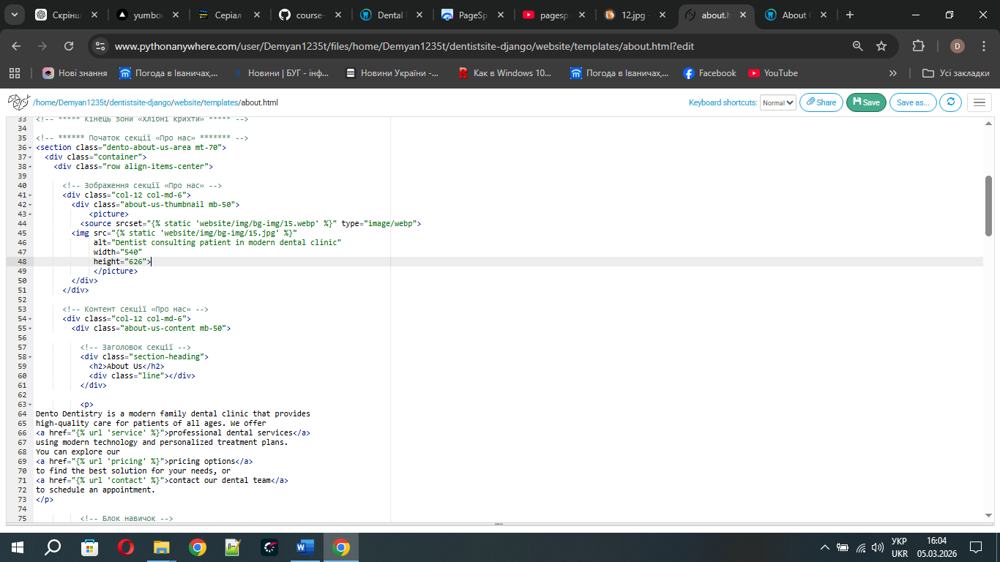 Скрінш
yumbo
Серіал
course-
Dental
PageSp
pagesp
12.jpg -
about.h
About
www.pythonanywhere.com/user/Demyan1235t/files/home/Demyan1235t/dentistsite-django/website/templates/about.html?edit
D
Нові знання
Погода в Іваничах,...
Новини | БУГ - інф...
Новини України -...
Как в Windows 10...
Погода в Іваничах,...
Facebook
YouTube
»
Усі закладки
/home/Demyan1235t/dentistsite-django/website/templates/about.html
Keyboard shortcuts: Normal
Share
Save
Save as...
33 <!-- ***** Кінець зони «Хлібні крихти» ***** -->
34
35 <!-- ****** Початок секції «Про нас» ******* -->
36 <section class="dento-about-us-area mt-70">
37 <div class="container">
38 <div class="row align-items-center">
39
40 <!-- Зображення секції «Про нас» -->
41 <div class="col-12 col-md-6">
42 <div class="about-us-thumbnail mb-50">
43 <picture>
44 <source srcset="{% static 'website/img/bg-img/15.webp' %}" type="image/webp">
45 <img src="{% static 'website/img/bg-img/15.jpg' %}"
46 alt="Dentist consulting patient in modern dental clinic"
47 width="540"
48 height="626">
49 </picture>
50 </div>
51 </div>
52
53 <!-- Контент секції «Про нас» -->
54 <div class="col-12 col-md-6">
55 <div class="about-us-content mb-50">
56
57 <!-- Заголовок секції -->
58 <div class="section-heading">
59 <h2>About Us</h2>
60 <div class="line"></div>
61 </div>
62
63 <p>
64 Dento Dentistry is a modern family dental clinic that provides
65 high-quality care for patients of all ages. We offer
66 <a href="{% url 'service' %}">professional dental services</a>
67 using modern technology and personalized treatment plans.
68 You can explore our
69 <a href="{% url 'pricing' %}">pricing options</a>
70 to find the best solution for your needs, or
71 <a href="{% url 'contact' %}">contact our dental team</a>
72 to schedule an appointment.
73 </p>
74
75 <!-- Блок навичок -->
УКР
UKR
16:04
05.03.2026